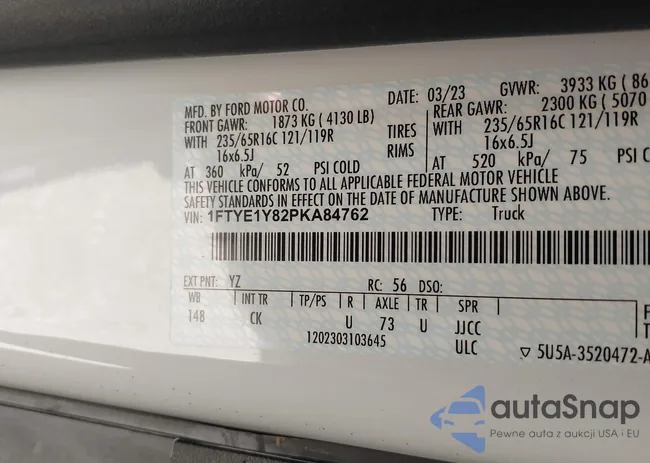 MFD. BY FORD MOTOR CO.
DATE: 03/23 GVWR: 3933 KG ( 86
FRONT GAWR: 1873 KG ( 4130 LB)
REAR GAWR: 2300 KG ( 5070
WITH 235/65R16C 121/119R TIRES WITH 235/65R16C 121/119R
16x6.5J RIMS 16x6.5J
AT 360 kPa/ 52 PSI COLD AT 520 kPa/ 75 PSI CO
THIS VEHICLE CONFORMS TO ALL APPLICABLE FEDERAL MOTOR VEHICLE
SAFETY STANDARDS IN EFFECT ON THE DATE OF MANUFACTURE SHOWN ABOVE.
VIN: 1FTYE1Y82PKA84762 TYPE: Truck
EXT PNT: YZ RC: 56 DSO:
WB INT TR TP/PS R AXLE TR SPR
T4B CK U 73 U JJCC
1202303103645 ULC
▽ 5U5A-3520472-A
autaSnap
Pewne auta z aukcji USA i EU